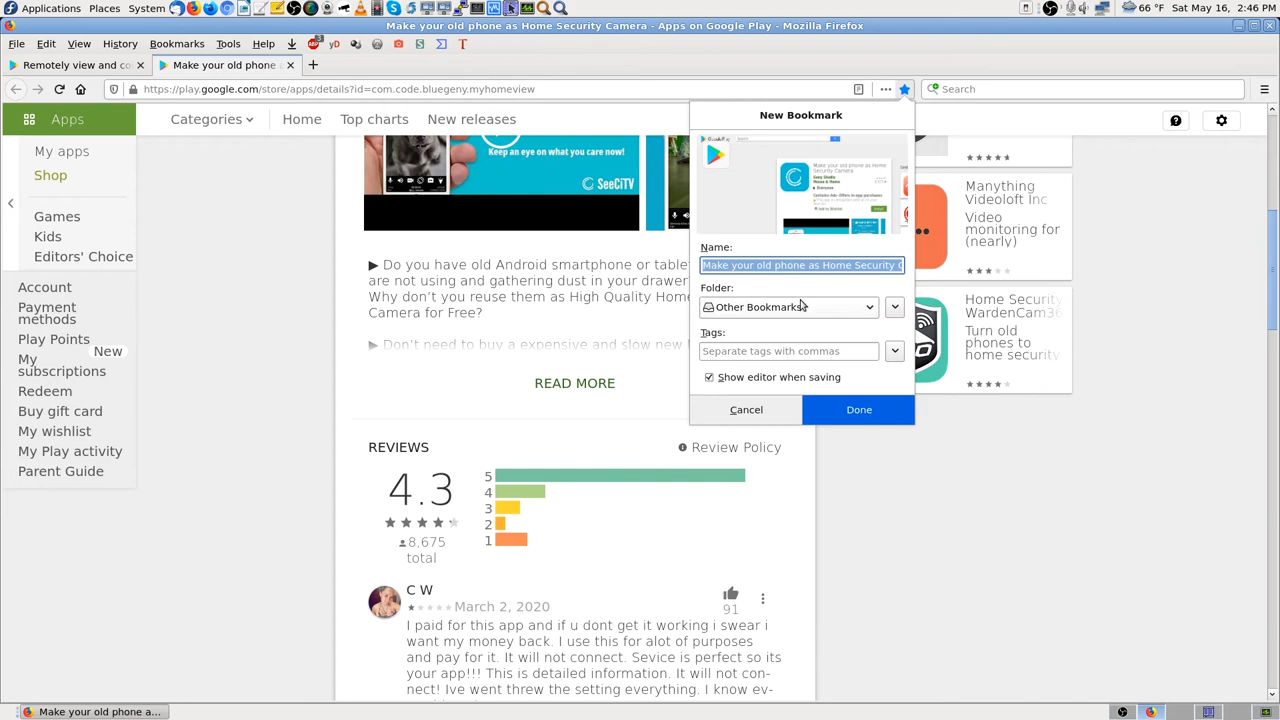 Applications Places System 66 °F Sat May 16, 2:46 PM
Make your old phone as Home Security Camera - Apps on Google Play - Mozilla Firefox
File Edit View History Bookmarks Tools Help
Remotely view and co
Make your old phone
https://play.google.com/store/apps/details?id=com.code.bluegeny.myhomeview
Search
Apps
Categories
Home
Top charts
New releases
My apps
Shop
Games
Kids
Editors' Choice
Account
Payment
methods
Play Points
My
subscriptions
New
Redeem
Buy gift card
My wishlist
My Play activity
Parent Guide
Keep an eye on what you care now!
SeeCiTV
▶ Do you have old Android smartphone or table
are not using and gathering dust in your drawer
Why don't you reuse them as High Quality Home
Camera for Free?
▶ Don't need to buy a expensive and slow new
READ MORE
REVIEWS
Review Policy
4.3
8,675
total
5
4
3
2
1
C W
March 2, 2020
91
I paid for this app and if u dont get it working i swear i
want my money back. I use this for alot of purposes
and pay for it. It will not connect. Sevice is perfect so its
your app!!! This is detailed information. It will not con-
nect! Ive went threw the setting everything. I know ev-
New Bookmark
Make your old phone as Home
Security Camera
Name:
Make your old phone as Home Security C
Folder:
Other Bookmarks
Tags:
Separate tags with commas
Show editor when saving
Cancel
Done
Manything
Videoloft Inc
Video
monitoring for
(nearly)
Home Security
WardenCam36
Turn old
phones to
home securit
Make your old phone a...